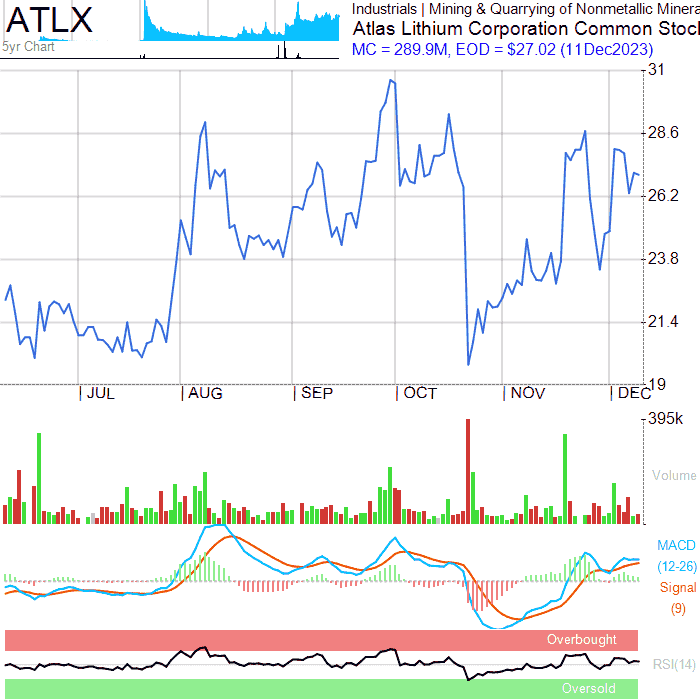 ATLX
5yr Chart
Industrials | Mining & Quarrying of Nonmetallic Minera
Atlas Lithium Corporation Common Stoc
MC = 289.9M, EOD = $27.02 (11Dec2023)
31
28.6
26.2
23.8
21.4
19
JUL AUG SEP OCT NOV DEC
395k
Volume
MACD
(12-26)
Signal
(9)
Overbought
RSI(14)
Oversold